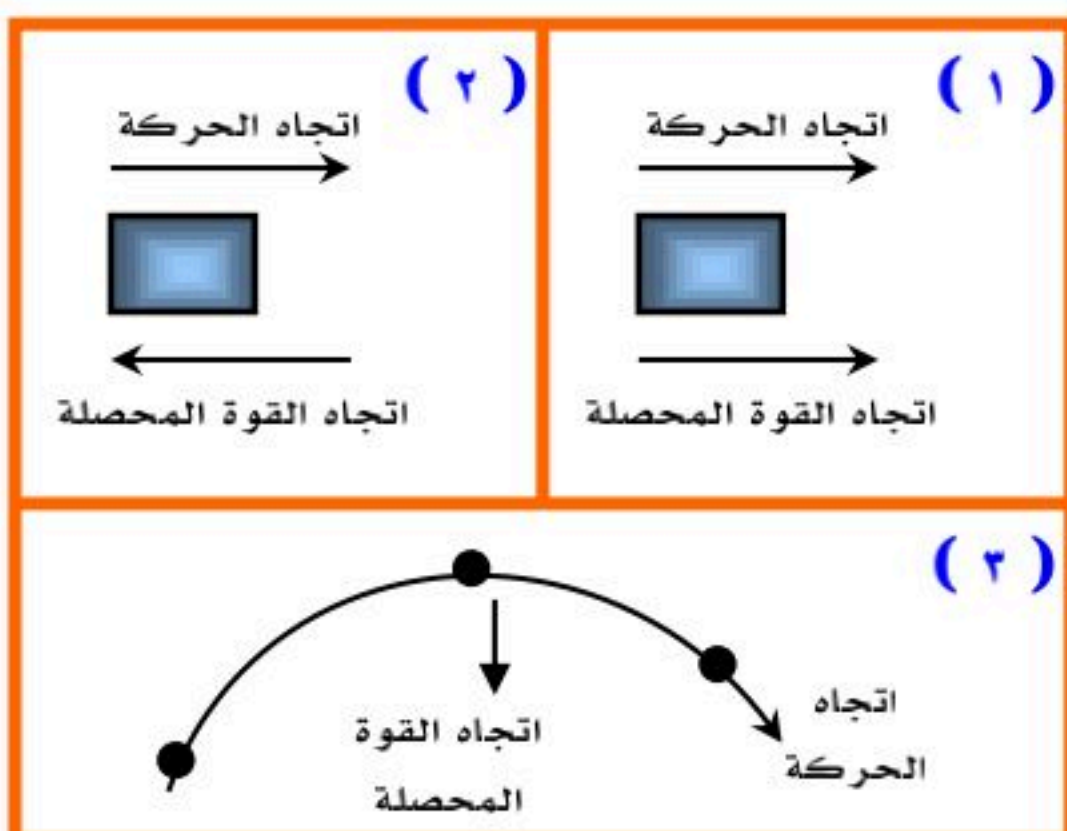 ( ١ )
اتجاه الحركة
اتجاه القوة المحصلة
( ٢ )
اتجاه الحركة
اتجاه القوة المحصلة
( ٣ )
اتجاه
الحركة
اتجاه القوة
المحصلة